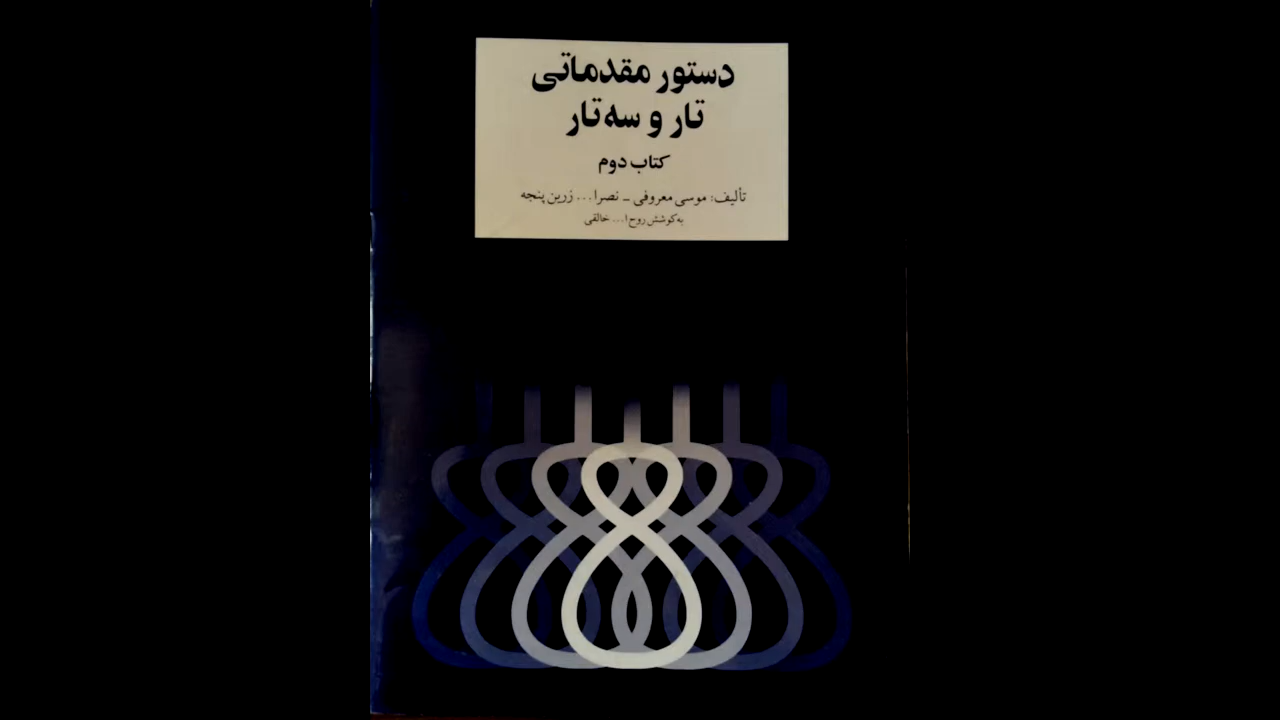 دستور مقدماتی
تار و سه‌تار
کتاب دوم
تألیف: موسی معروفی ـ نصرا... زرین پنجه
به‌کوشش روح ا... خالقی